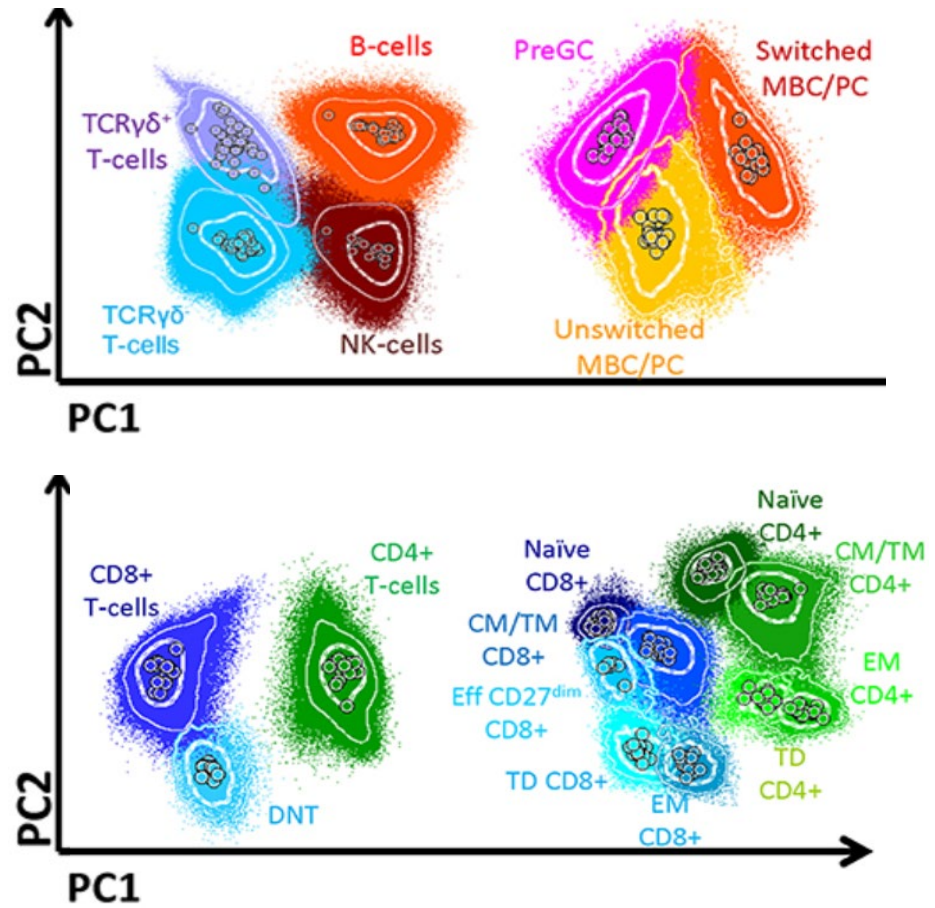 B-cells
PreGC
Switched
MBC/PC
TCRγδ⁺
T-cells
TCRγδ
T-cells
NK-cells
Unswitched
MBC/PC
PC2
PC1
Naïve
CD4+
CD4+
T-cells
Naïve
CD8+
CM/TM
CD4+
CD8+
T-cells
CM/TM
CD8+
EM
CD4+
Eff CD27ᵈⁱᵐ
CD8+
TD
CD4+
TD CD8+
DNT
EM
CD8+
PC2
PC1